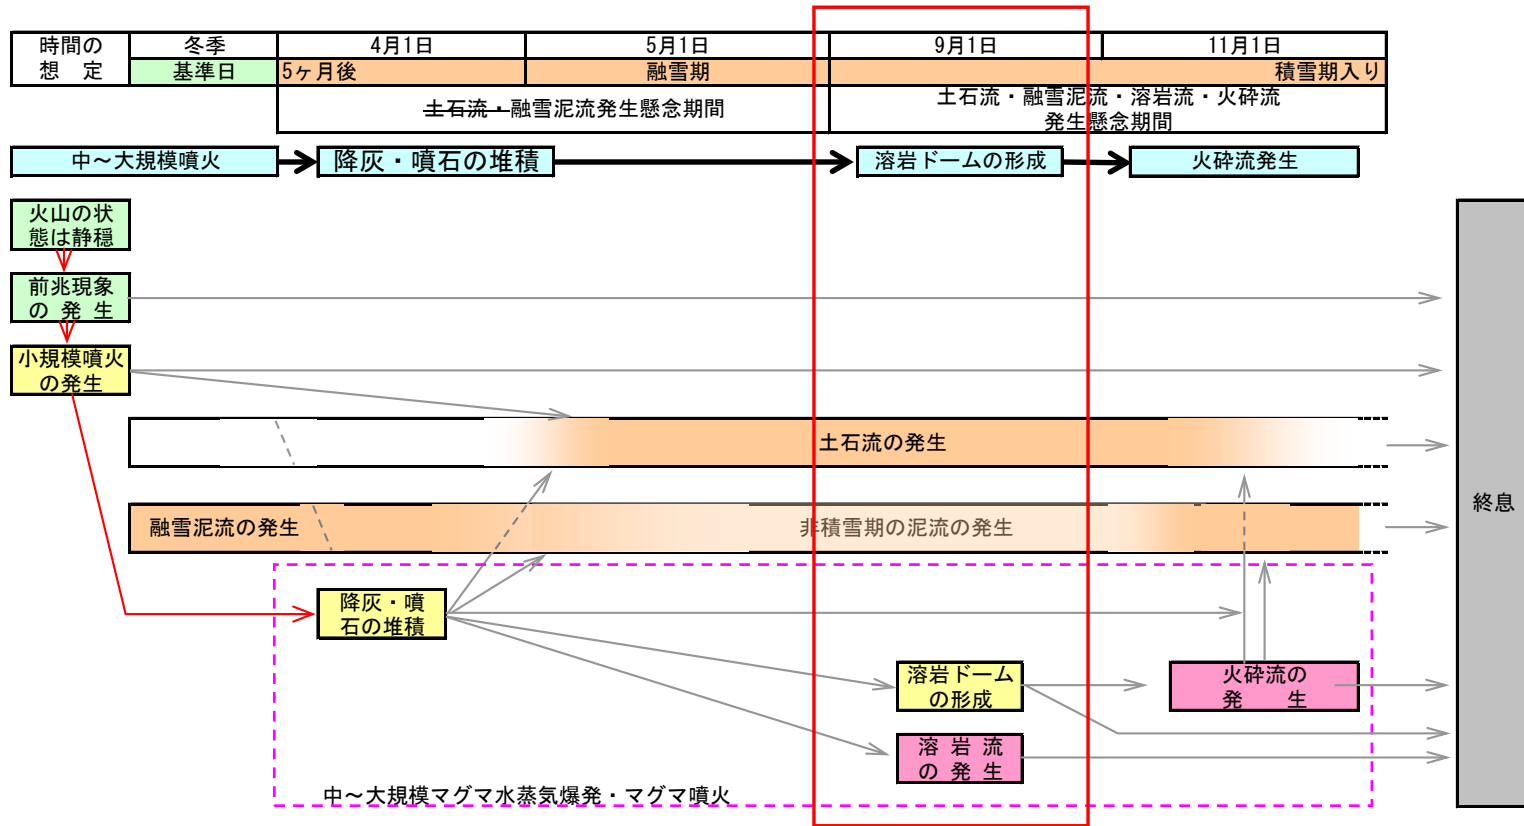 時間の
想 定
冬季
4月1日
5月1日
9月1日
11月1日
基準日
5ヶ月後
融雪期
積雪期入り
土石流・融雪泥流発生懸念期間
土石流・融雪泥流・溶岩流・火砕流
発生懸念期間
中～大規模噴火
降灰・噴石の堆積
溶岩ドームの形成
火砕流発生
火山の状
態は静穏
前兆現象
の 発 生
小規模噴火
の発生
土石流の発生
融雪泥流の発生
非積雪期の泥流の発生
終息
降灰・噴
石の堆積
溶岩ドーム
の形成
火砕流の
発 生
溶 岩 流
の 発 生
中～大規模マグマ水蒸気爆発・マグマ噴火